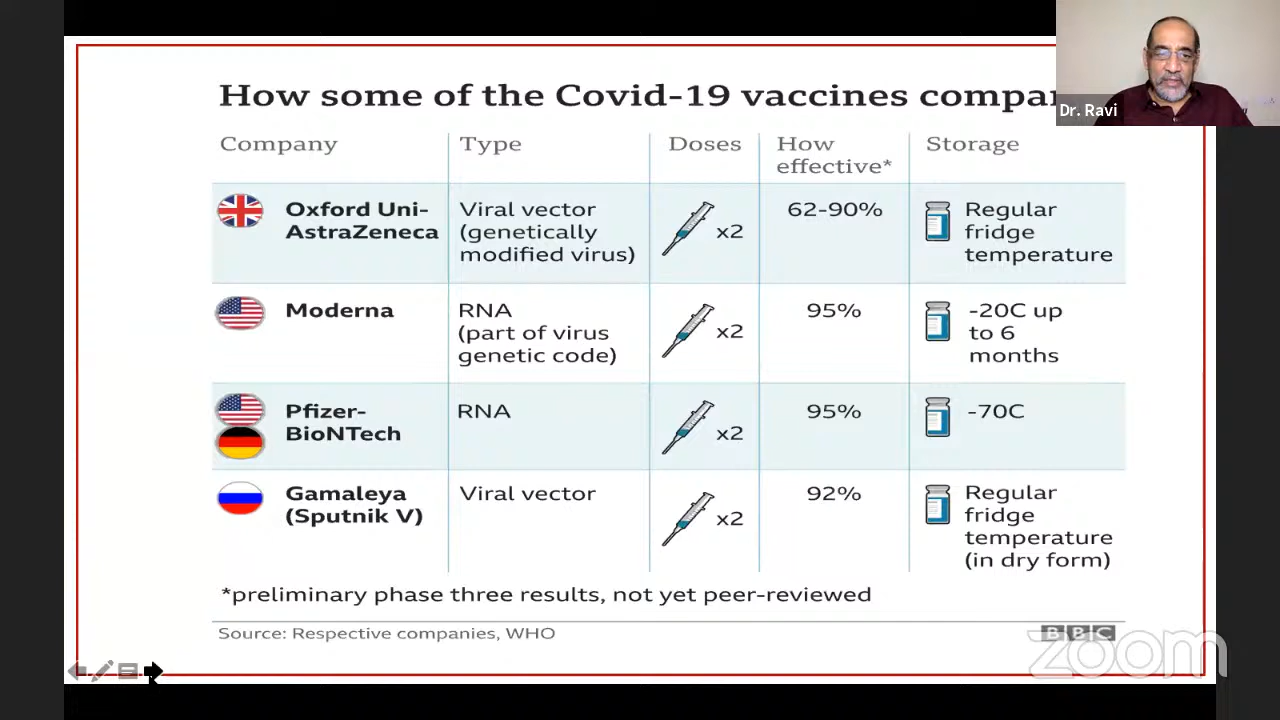 How some of the Covid-19 vaccines compar
Dr. Ravi
Company Type Doses How effective* Storage
Oxford Uni-
AstraZeneca
Viral vector
(genetically
modified virus)
x2
62-90%
Regular
fridge
temperature
Moderna
RNA
(part of virus
genetic code)
x2
95%
-20C up
to 6
months
Pfizer-
BioNTech
RNA
x2
95%
-70C
Gamaleya
(Sputnik V)
Viral vector
x2
92%
Regular
fridge
temperature
(in dry form)
*preliminary phase three results, not yet peer-reviewed
Source: Respective companies, WHO
BBC
zoom